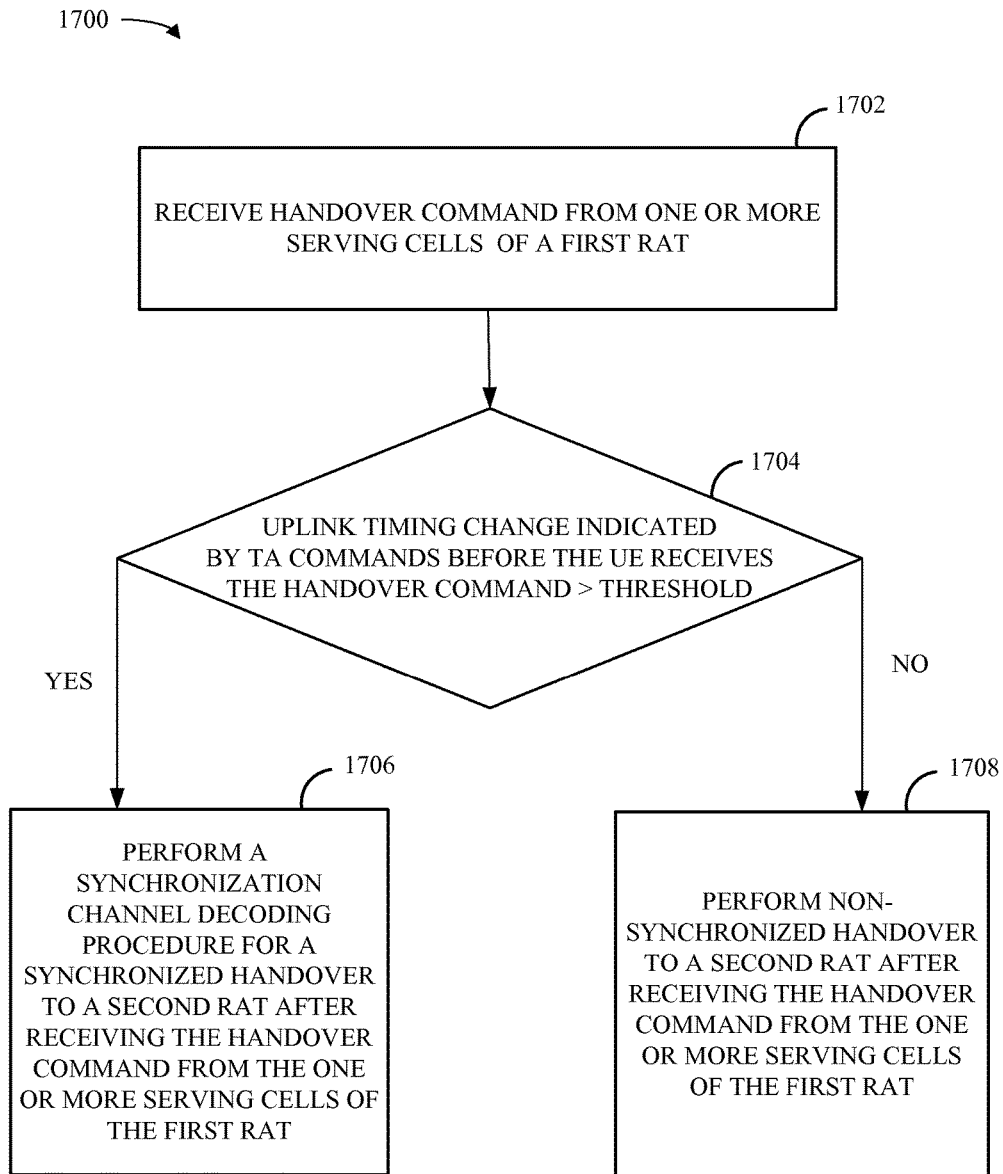 1700
1702
RECEIVE HANDOVER COMMAND FROM ONE OR MORE
SERVING CELLS OF A FIRST RAT
1704
UPLINK TIMING CHANGE INDICATED
BY TA COMMANDS BEFORE THE UE RECEIVES
THE HANDOVER COMMAND > THRESHOLD
YES
NO
1706
PERFORM A
SYNCHRONIZATION
CHANNEL DECODING
PROCEDURE FOR A
SYNCHRONIZED HANDOVER
TO A SECOND RAT AFTER
RECEIVING THE HANDOVER
COMMAND FROM THE ONE
OR MORE SERVING CELLS OF
THE FIRST RAT
1708
PERFORM NON-
SYNCHRONIZED HANDOVER
TO A SECOND RAT AFTER
RECEIVING THE HANDOVER
COMMAND FROM THE ONE
OR MORE SERVING CELLS
OF THE FIRST RAT